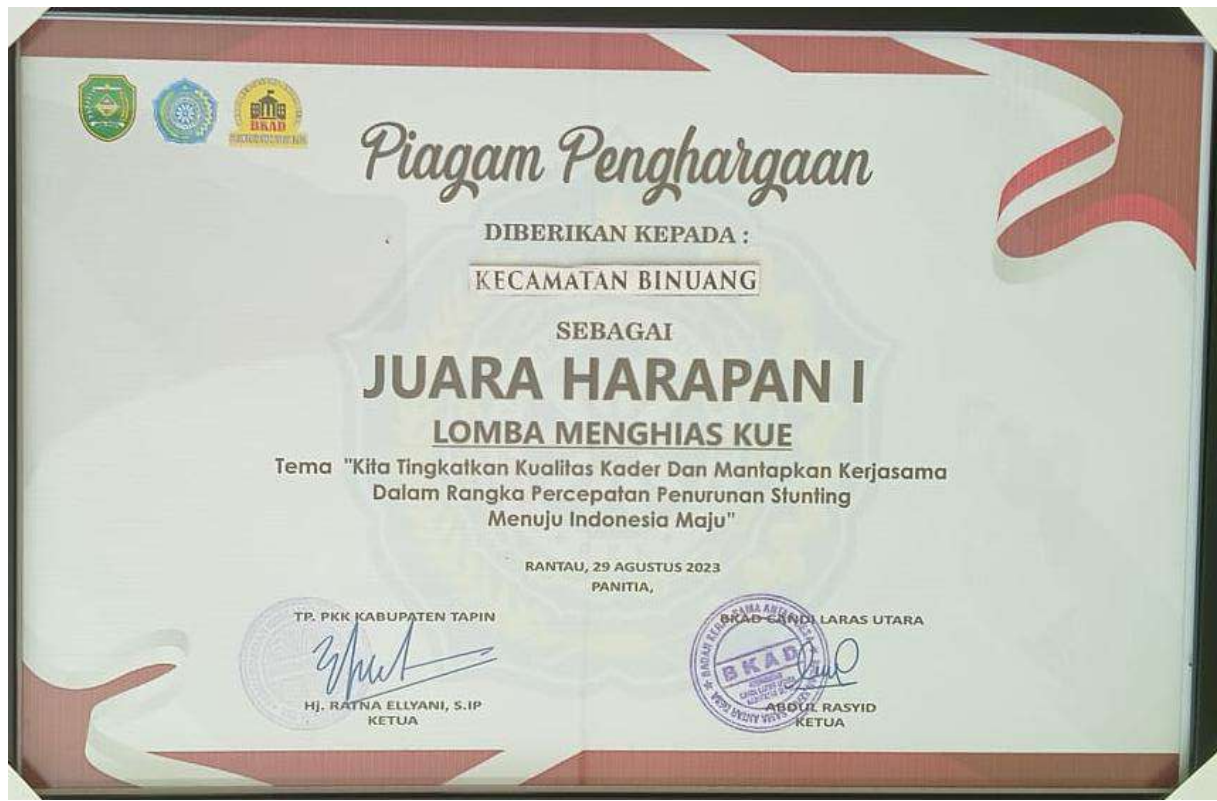 BKAD
Piagam Penghargaan
DIBERIKAN KEPADA :
KECAMATAN BINUANG
SEBAGAI
JUARA HARAPAN I
LOMBA MENGHIAS KUE
Tema "Kita Tingkatkan Kualitas Kader Dan Mantapkan Kerjasama
Dalam Rangka Percepatan Penurunan Stunting
Menuju Indonesia Maju"
RANTAU, 29 AGUSTUS 2023
PANITIA,
TP. PKK KABUPATEN TAPIN
Hj. RATNA ELLYANI, S.IP
KETUA
BKAD CANDI LARAS UTARA
BKAD
ABDUL RASYID
KETUA